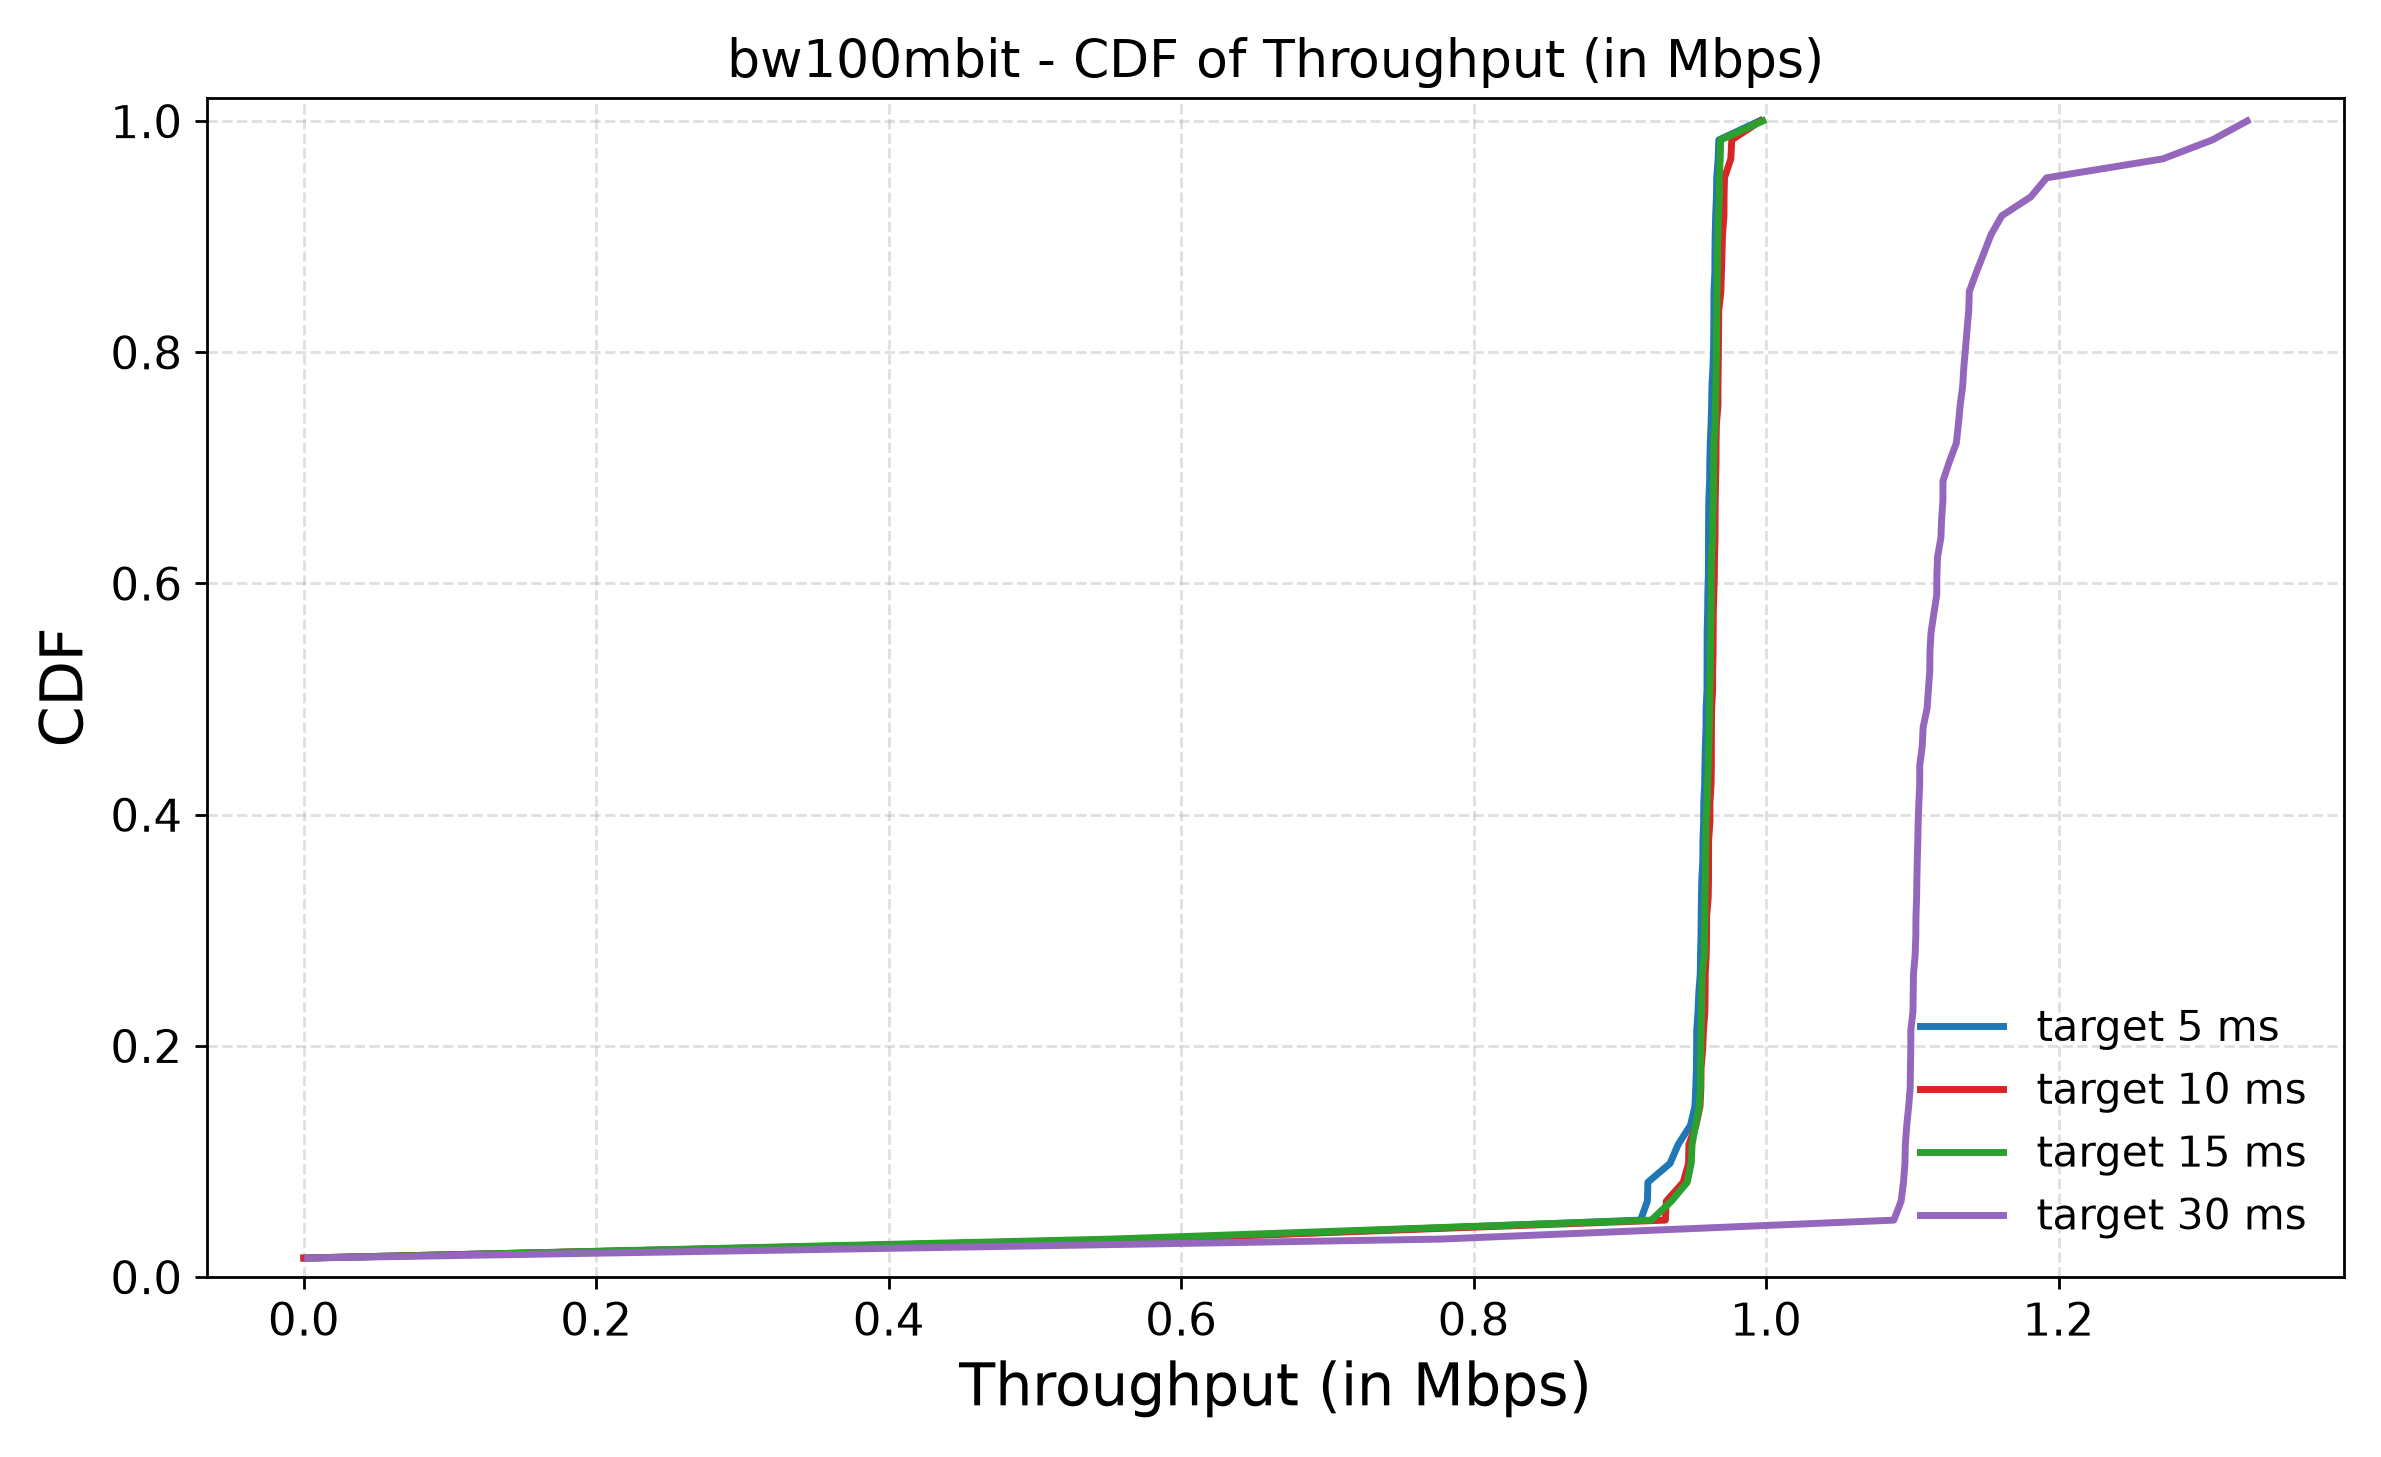 bw100mbit - CDF of Throughput (in Mbps)
CDF
1.0
0.8
0.6
0.4
0.2
0.0
target 5 ms
target 10 ms
target 15 ms
target 30 ms
0.0 0.2 0.4 0.6 0.8 1.0 1.2
Throughput (in Mbps)